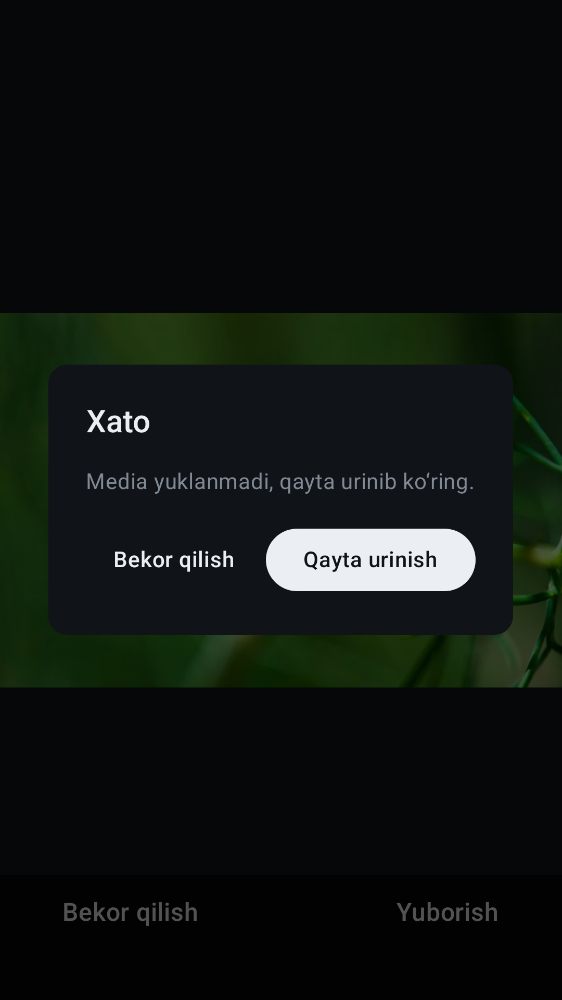 Xato
Media yuklanmadi, qayta urinib ko‘ring.
Bekor qilish
Qayta urinish
Bekor qilish
Yuborish